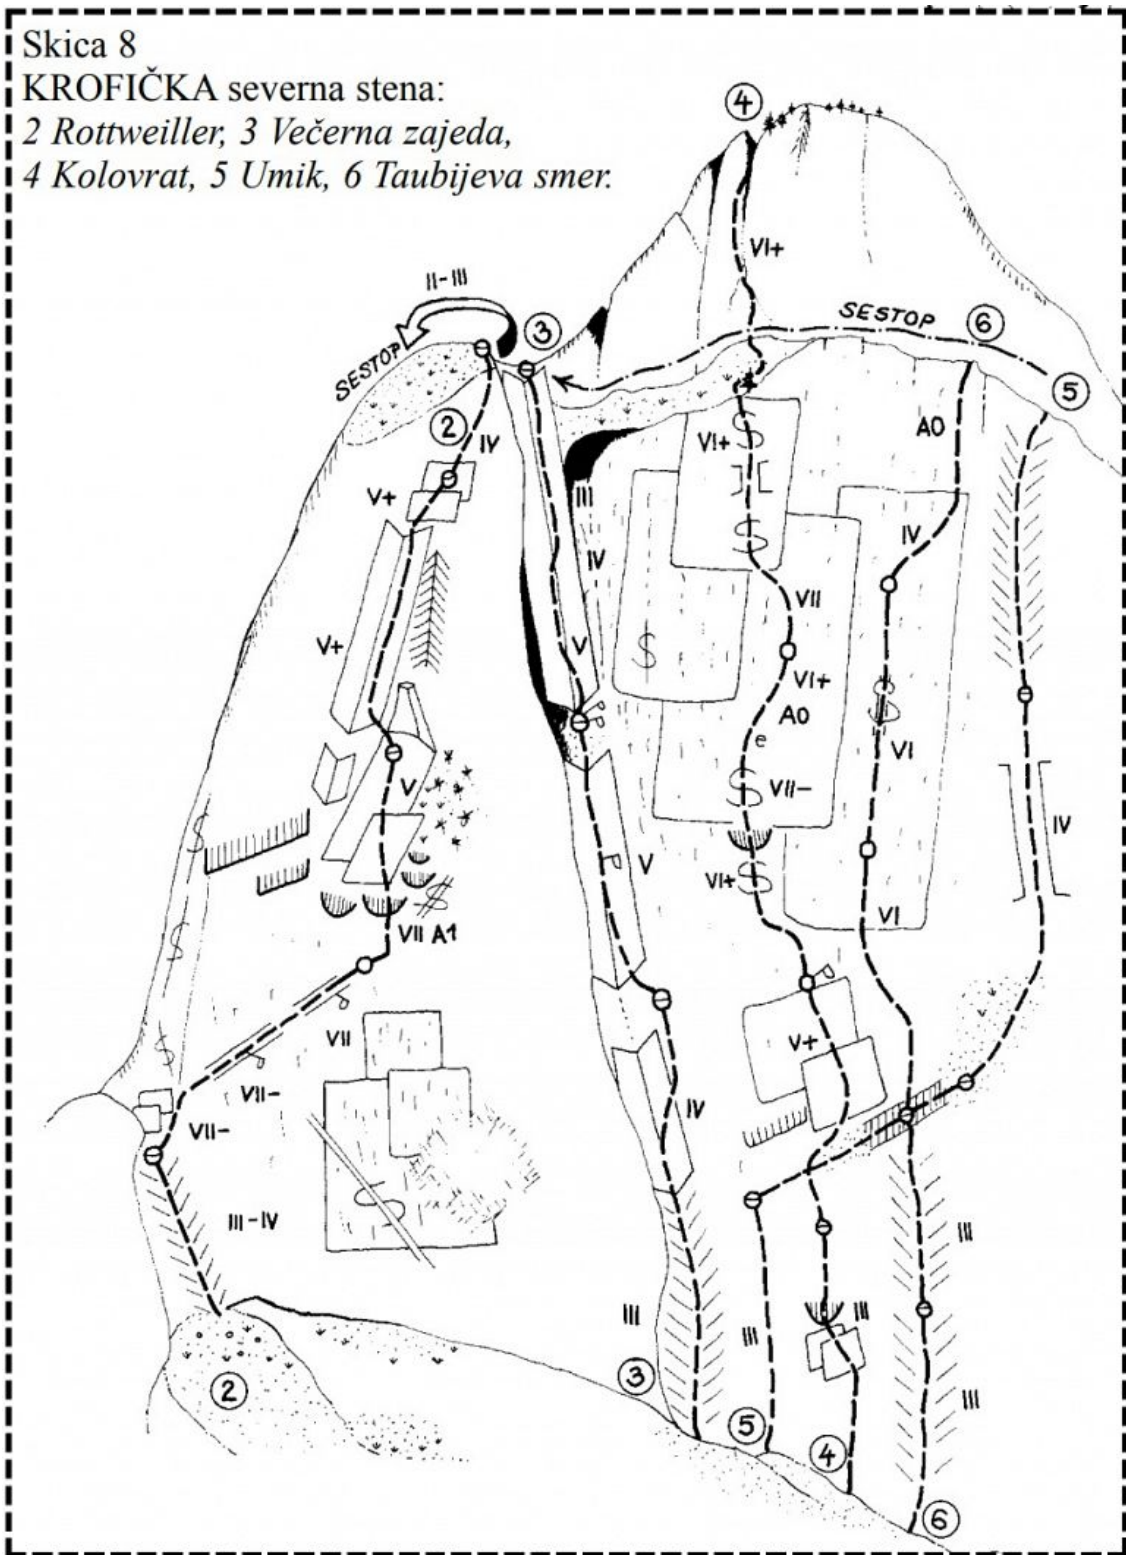 Skica 8
KROFIČKA severna stena:
2 Rottweiller, 3 Večerna zajeda,
4 Kolovrat, 5 Umik, 6 Taubijeva smer.
4
VI+
II-III
SESTOP
6
3
SESTOP
5
2
IV
A0
VI+
V+
III
IV
IV
VII
V+
V
VI+
A0
e
VI
V
VII-
IV
V
VI+
VI
VII A1
VII
V+
VII-
IV
VII-
III-IV
III
III
III
III
III
2
3
5
4
6